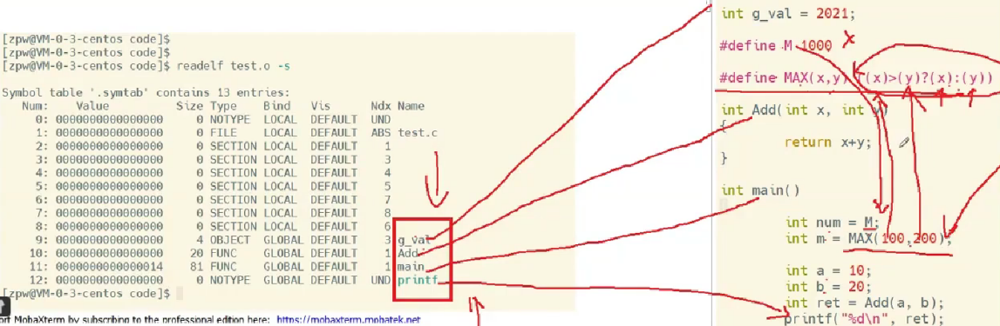 [zpw@VM-0-3-centos code]$
[zpw@VM-0-3-centos code]$
[zpw@VM-0-3-centos code]$ readelf test.o -s
Symbol table '.symtab' contains 13 entries:
Num: Value Size Type Bind Vis Ndx Name
0: 0000000000000000 0 NOTYPE LOCAL DEFAULT UND
1: 0000000000000000 0 FILE LOCAL DEFAULT ABS test.c
2: 0000000000000000 0 SECTION LOCAL DEFAULT 1
3: 0000000000000000 0 SECTION LOCAL DEFAULT 3
4: 0000000000000000 0 SECTION LOCAL DEFAULT 4
5: 0000000000000000 0 SECTION LOCAL DEFAULT 5
6: 0000000000000000 0 SECTION LOCAL DEFAULT 7
7: 0000000000000000 0 SECTION LOCAL DEFAULT 8
8: 0000000000000000 0 SECTION LOCAL DEFAULT 6
9: 0000000000000000 4 OBJECT GLOBAL DEFAULT 3 g_val
10: 0000000000000000 20 FUNC GLOBAL DEFAULT 1 Add
11: 0000000000000014 81 FUNC GLOBAL DEFAULT 1 main
12: 0000000000000000 0 NOTYPE GLOBAL DEFAULT UND printf
[zpw@VM-0-3-centos code]$
ort MobaXterm by subscribing to the professional edition here: https://mobaxterm.mobatek.net
int g_val = 2021;
#define M 1000
#define MAX(x,y) ((x)>(y)?(x):(y))
int Add(int x, int y)
{
return x+y;
}
int main()
int num = M;
int m = MAX(100,200);
int a = 10;
int b = 20;
int ret = Add(a, b);
printf("%d\n", ret);